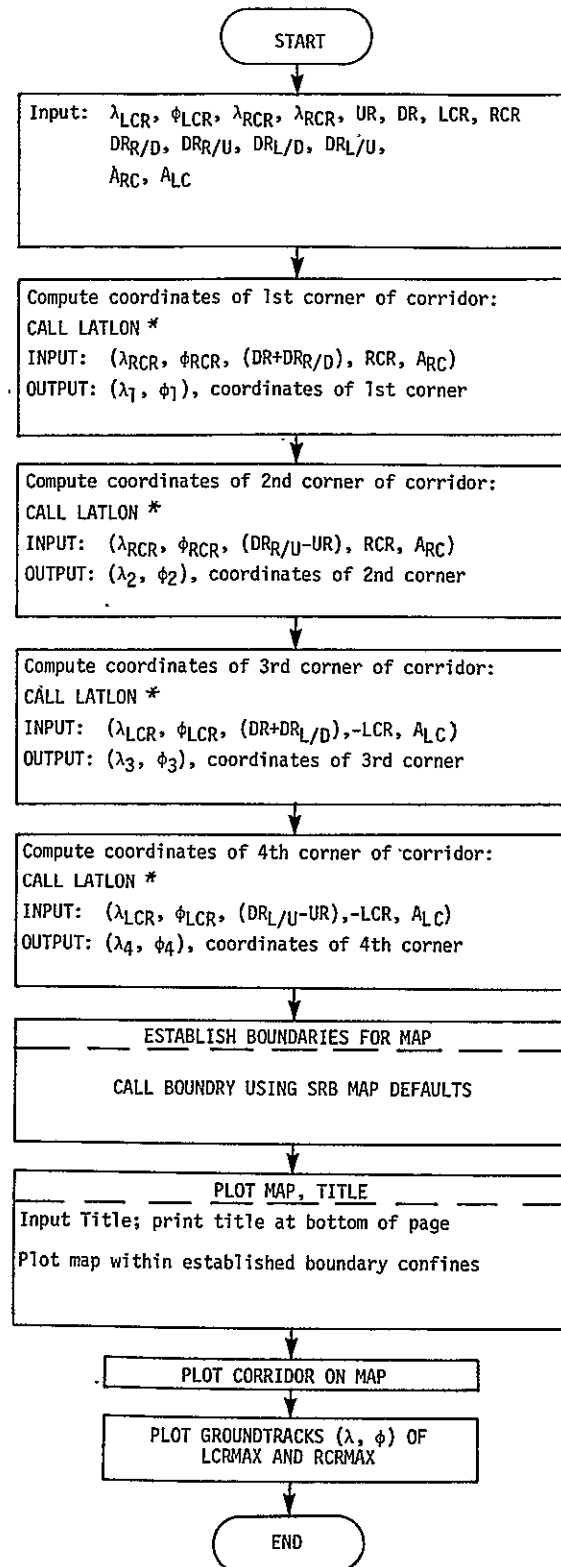 START
Input: λLCR, ϕLCR, λRCR, λRCR, UR, DR, LCR, RCR
DRR/D, DRR/U, DRL/D, DRL/U,
ARC, ALC
Compute coordinates of 1st corner of corridor:
CALL LATLON *
INPUT: (λRCR, ϕRCR, (DR+DRR/D), RCR, ARC)
OUTPUT: (λ1, ϕ1), coordinates of 1st corner
Compute coordinates of 2nd corner of corridor:
CALL LATLON *
INPUT: (λRCR, ϕRCR, (DRR/U-UR), RCR, ARC)
OUTPUT: (λ2, ϕ2), coordinates of 2nd corner
Compute coordinates of 3rd corner of corridor:
CALL LATLON *
INPUT: (λLCR, ϕLCR, (DR+DRL/D),-LCR, ALC)
OUTPUT: (λ3, ϕ3), coordinates of 3rd corner
Compute coordinates of 4th corner of corridor:
CALL LATLON *
INPUT: (λLCR, ϕLCR, (DRL/U-UR),-LCR, ALC)
OUTPUT: (λ4, ϕ4), coordinates of 4th corner
ESTABLISH BOUNDARIES FOR MAP
CALL BOUNDRY USING SRB MAP DEFAULTS
PLOT MAP, TITLE
Input Title; print title at bottom of page
Plot map within established boundary confines
PLOT CORRIDOR ON MAP
PLOT GROUNDTRACKS (λ, ϕ) OF
LCRMAX AND RCRMAX
END